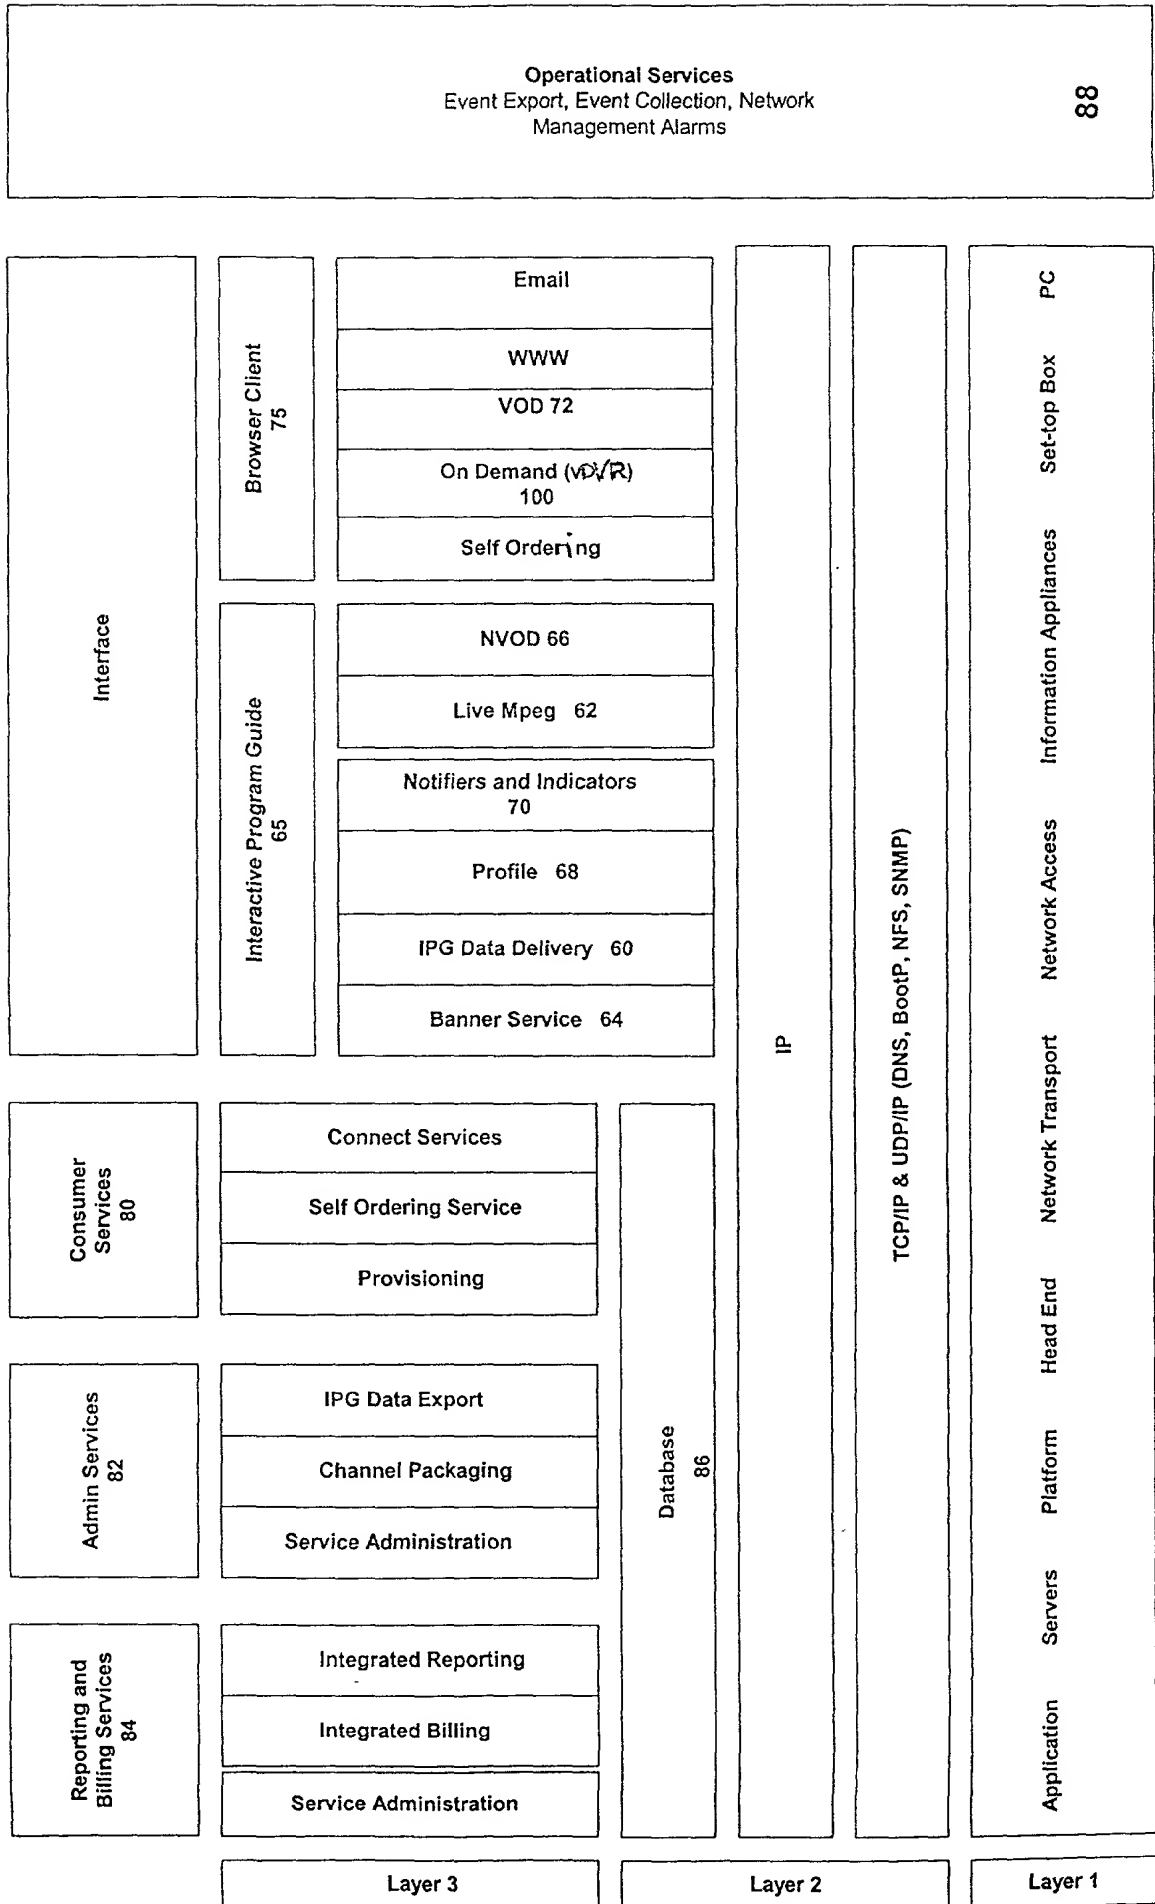 Operational Services
Event Export, Event Collection, Network
Management Alarms
88
Interface
Browser Client
75
Email
WWW
VOD 72
On Demand (vDVR)
100
Self Ordering
Interactive Program Guide
65
NVOD 66
Live Mpeg 62
Notifiers and Indicators
70
Profile 68
IPG Data Delivery 60
Banner Service 64
Consumer
Services
80
Connect Services
Self Ordering Service
Provisioning
Admin Services
82
IPG Data Export
Channel Packaging
Service Administration
Reporting and
Billing Services
84
Integrated Reporting
Integrated Billing
Service Administration
Database
86
IP
TCP/IP & UDP/IP (DNS, BootP, NFS, SNMP)
Application Servers Platform Head End Network Transport Network Access Information Appliances Set-top Box PC
Layer 3
Layer 2
Layer 1